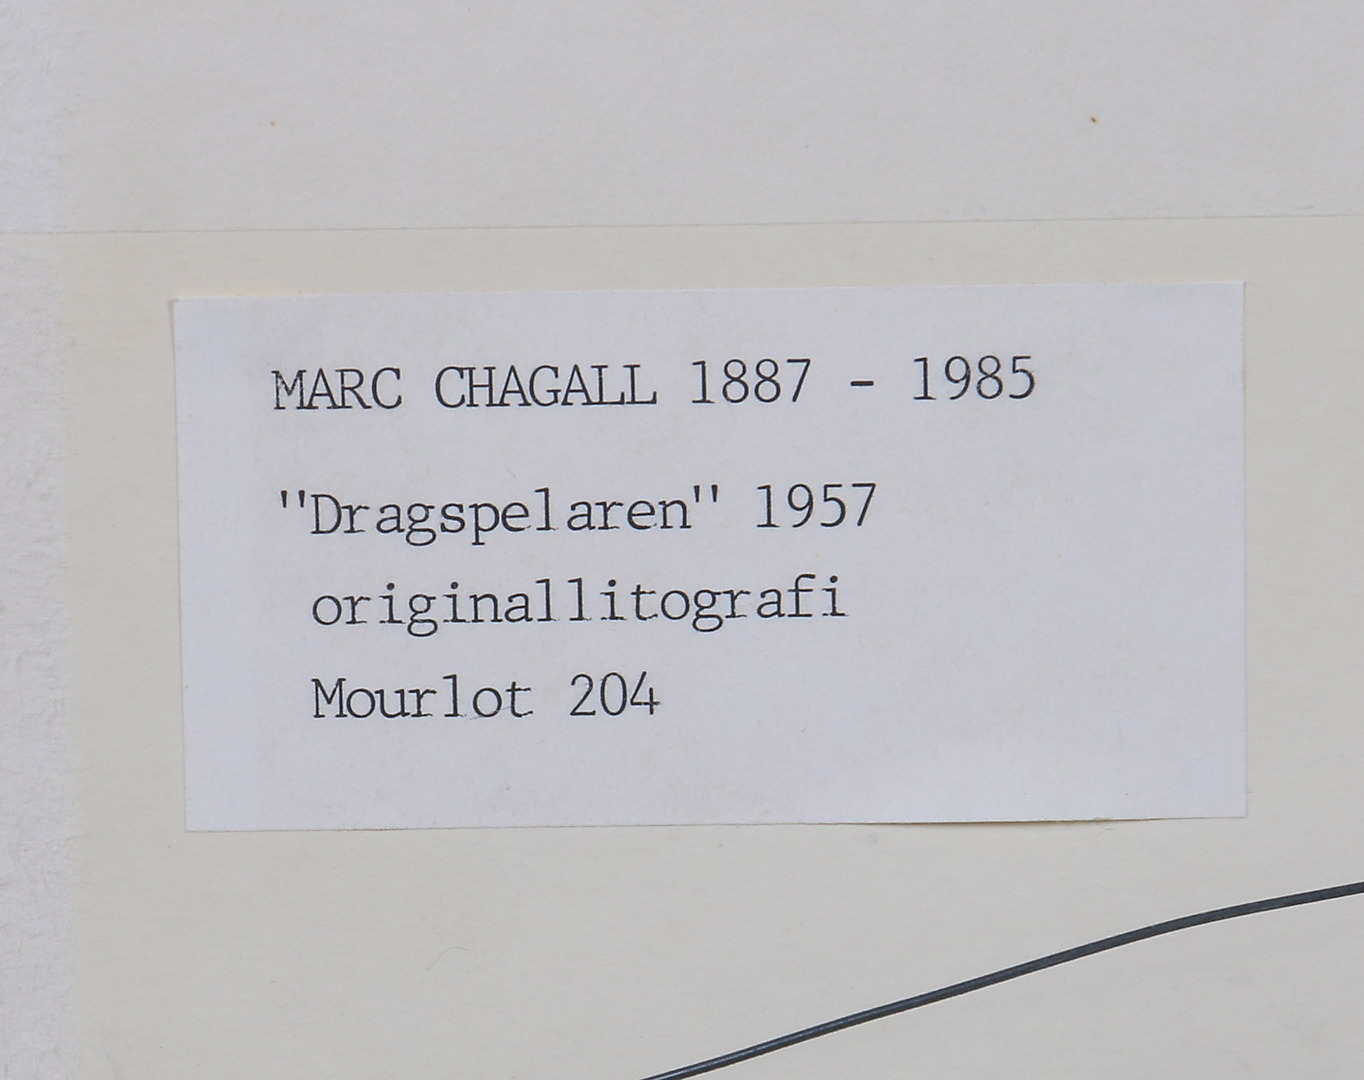 MARC CHAGALL 1887 - 1985
"Dragspelaren" 1957
originallitografi
Mourlot 204